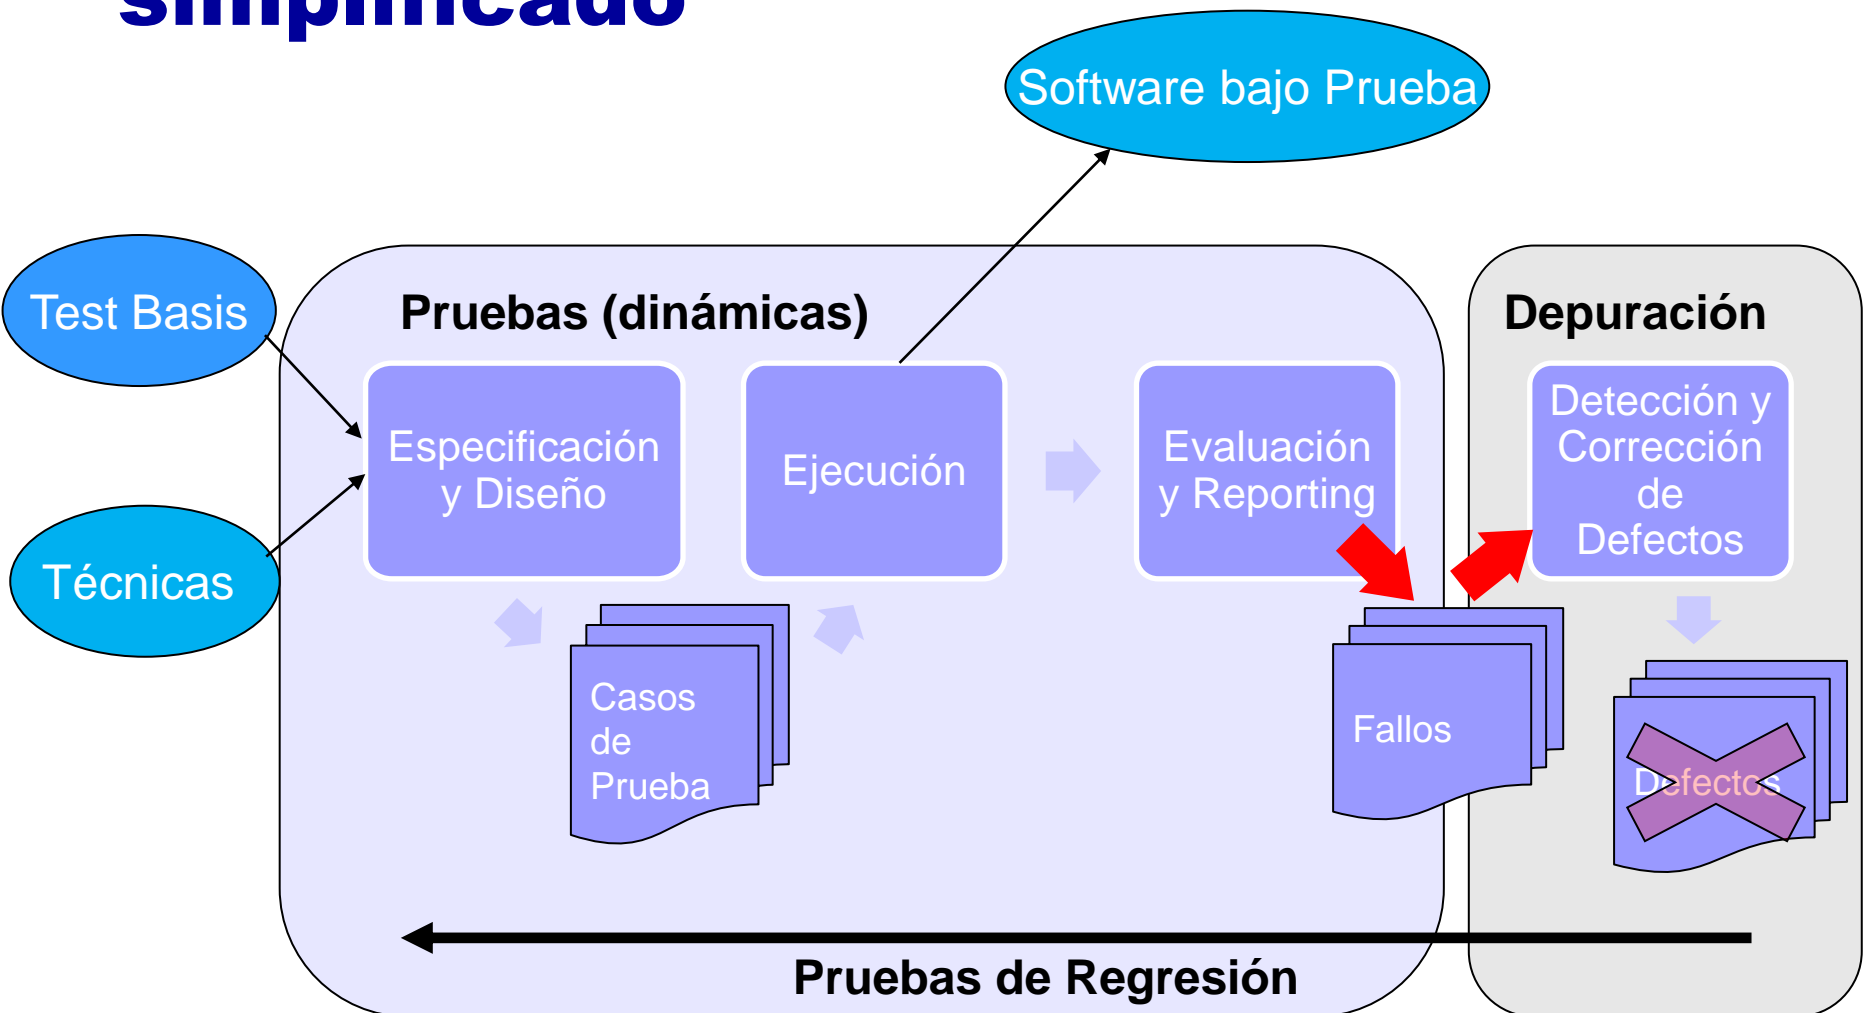 simplificado
Software bajo Prueba
Test Basis
Técnicas
Pruebas (dinámicas)
Especificación
y Diseño
Ejecución
Evaluación
y Reporting
Casos
de
Prueba
Fallos
Depuración
Detección y
Corrección
de
Defectos
Defectos
Pruebas de Regresión